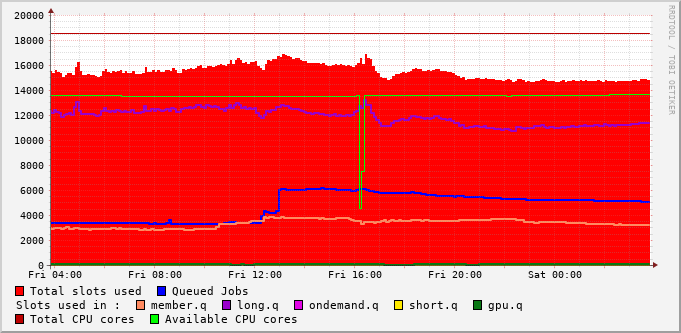 RRDTOOL / TOBI OETIKER
20000
18000
16000
14000
12000
10000
8000
6000
4000
2000
0
Fri 04:00 Fri 08:00 Fri 12:00 Fri 16:00 Fri 20:00 Sat 00:00
Total slots used Queued Jobs
Slots used in : member.q long.q ondemand.q short.q gpu.q
Total CPU cores Available CPU cores